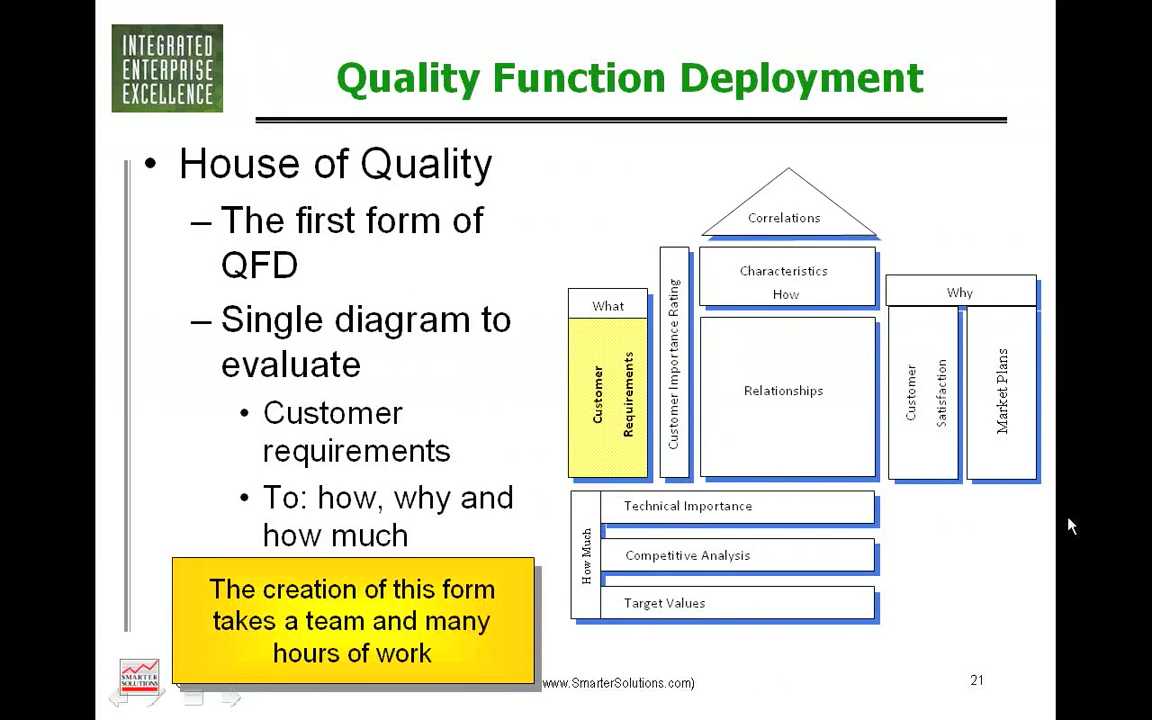 INTEGRATED
ENTERPRISE
EXCELLENCE
Quality Function Deployment
• House of Quality
– The first form of
QFD
– Single diagram to
evaluate
• Customer
requirements
• To: how, why and
how much
The creation of this form
takes a team and many
hours of work
Correlations
Characteristics
How
What
Customer
Requirements
Customer Importance Rating
Relationships
Why
Customer
Satisfaction
Market Plans
How Much
Technical Importance
Competitive Analysis
Target Values
SMARTER
SOLUTIONS
www.SmarterSolutions.com)
21